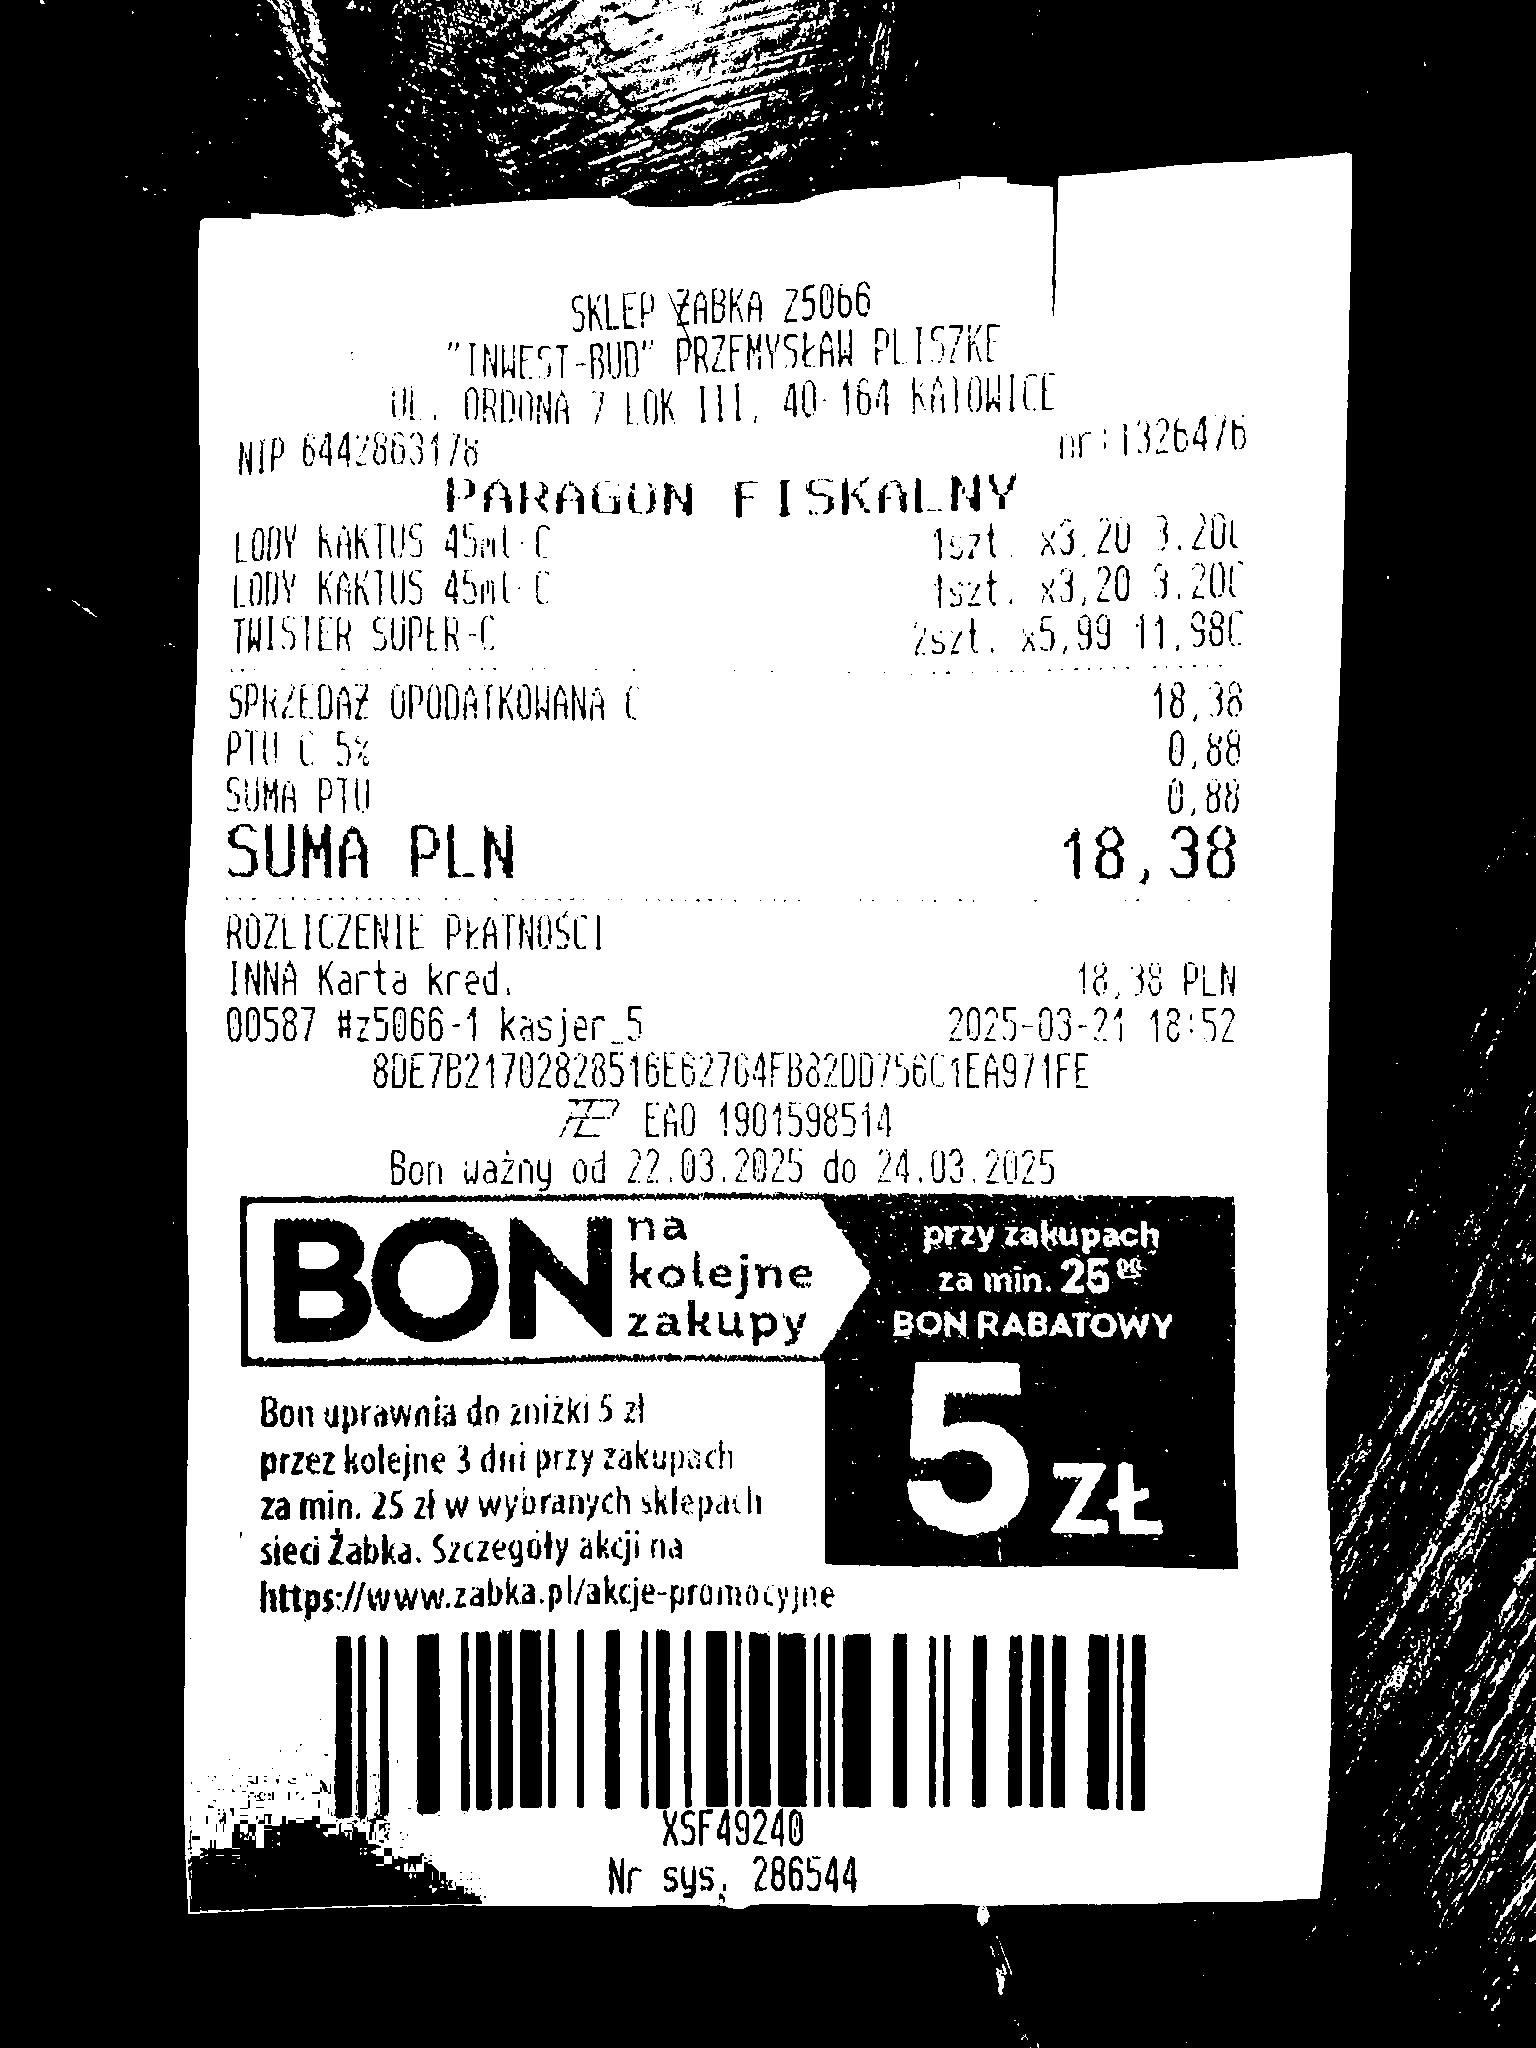 SKLEP ŻABKA Z5066
"INWEST-BUD" PRZEMYSŁAW PLISZKE
UL. ORDONA 7 LOK III, 40-164 KATOWICE
NIP 6442863178 nr:1326476
PARAGON FISKALNY
LODY KAKTUS 45ml-C 1szt. x3,20 3.20C
LODY KAKTUS 45ml-C 1szt. x3,20 3.20C
TWISTER SUPER-C 2szt. x5,99 11,98C
SPRZEDAŻ OPODATKOWANA C 18,38
PTU C 5% 0,88
SUMA PTU 0,88
SUMA PLN 18,38
ROZLICZENIE PŁATNOŚCI
INNA Karta kred. 18,38 PLN
00587 #z5066-1 kasjer_5 2025-03-21 18:52
EAO 1901598514
Bon ważny od 22.03.2025 do 24.03.2025
BON na kolejne zakupy
przy zakupach
za min. 25⁰⁰
BON RABATOWY
5 ZŁ
Bon uprawnia do zniżki 5 zł
przez kolejne 3 dni przy zakupach
za min. 25 zł w wybranych sklepach
sieci Żabka. Szczegóły akcji na
https://www.zabka.pl/akcje-promocyjne
XSF49240
Nr sys. 286544